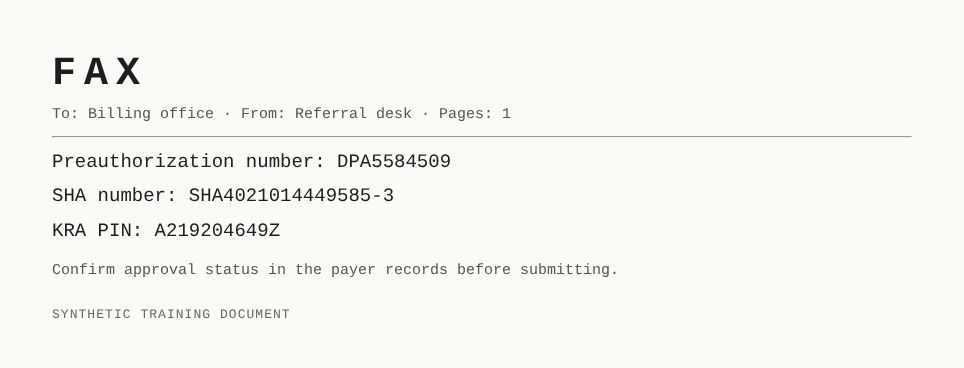 FAX
To: Billing office · From: Referral desk · Pages: 1
Preauthorization number: DPA5584509
SHA number: SHA4021014449585-3
KRA PIN: A219204649Z
Confirm approval status in the payer records before submitting.
SYNTHETIC TRAINING DOCUMENT